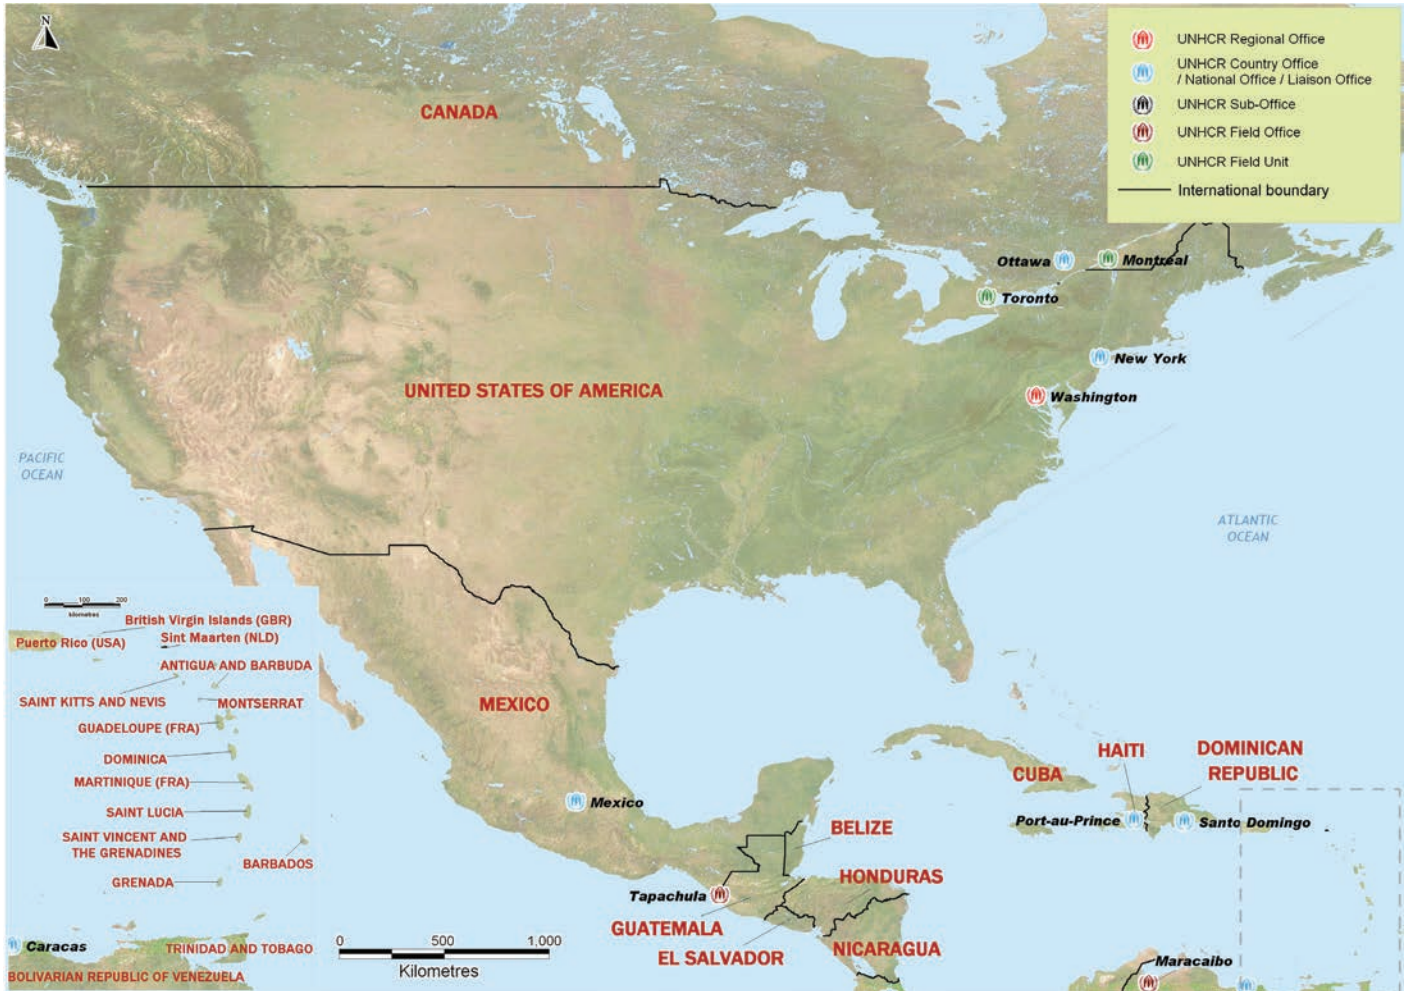 N
UNHCR Regional Office
UNHCR Country Office
/ National Office / Liaison Office
UNHCR Sub-Office
UNHCR Field Office
UNHCR Field Unit
International boundary
CANADA
Ottawa
Montreal
Toronto
New York
UNITED STATES OF AMERICA
Washington
PACIFIC
OCEAN
ATLANTIC
OCEAN
0 100 200
kilometres
British Virgin Islands (GBR)
Puerto Rico (USA)
Sint Maarten (NLD)
ANTIGUA AND BARBUDA
SAINT KITTS AND NEVIS
MONTSERRAT
GUADELOUPE (FRA)
DOMINICA
MARTINIQUE (FRA)
SAINT LUCIA
SAINT VINCENT AND
THE GRENADINES
BARBADOS
GRENADA
Caracas
TRINIDAD AND TOBAGO
BOLIVARIAN REPUBLIC OF VENEZUELA
MEXICO
Mexico
HAITI
DOMINICAN
REPUBLIC
CUBA
Port-au-Prince
Santo Domingo
BELIZE
HONDURAS
Tapachula
GUATEMALA
EL SALVADOR
NICARAGUA
Maracaibo
0 500 1,000
Kilometres